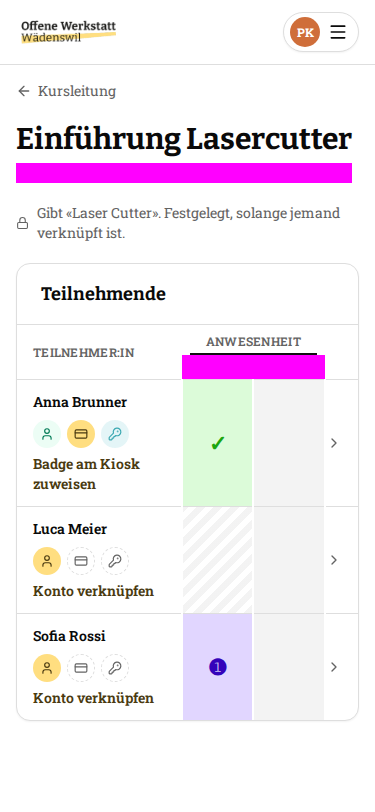 Offene Werkstatt
Wädenswil
PK
Kursleitung
Einführung Lasercutter
Gibt «Laser Cutter». Festgelegt, solange jemand
verknüpft ist.
Teilnehmende
TEILNEHMER:IN
ANWESENHEIT
Anna Brunner
✓
Badge am Kiosk
zuweisen
Luca Meier
Konto verknüpfen
Sofia Rossi
1
Konto verknüpfen